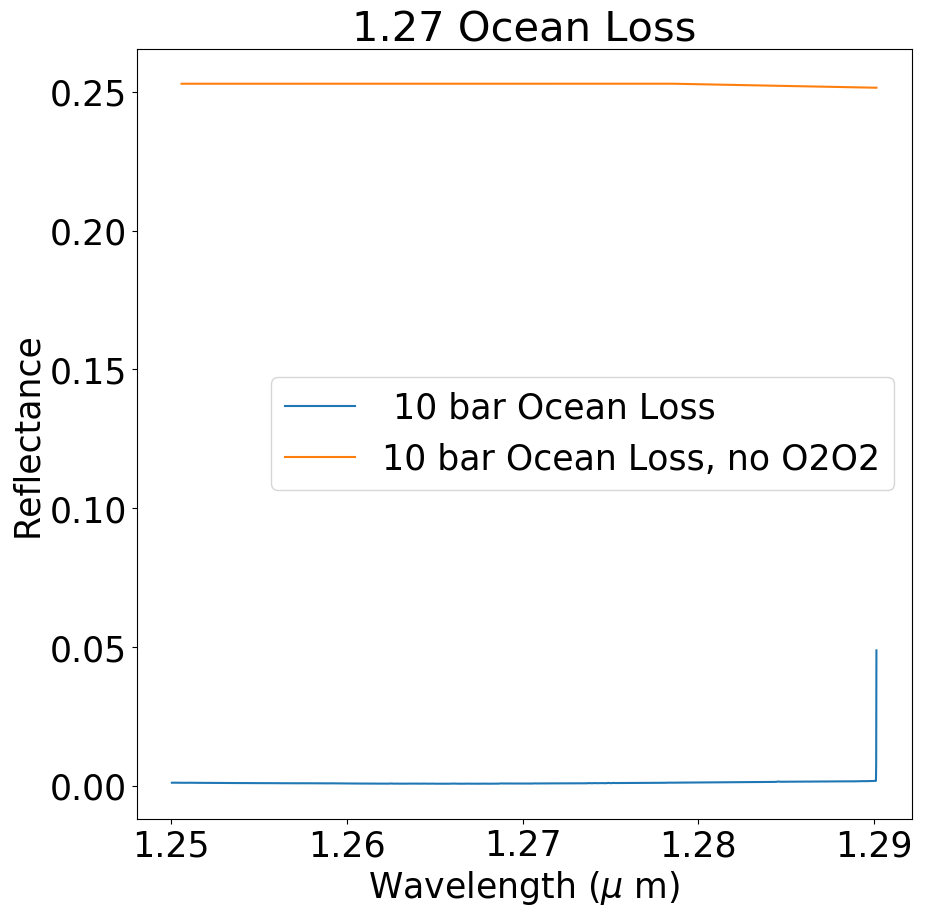 1.27 Ocean Loss
0.25
0.20
0.15
0.10
0.05
0.00
Reflectance
10 bar Ocean Loss
10 bar Ocean Loss, no O2O2
1.25 1.26 1.27 1.28 1.29
Wavelength (μ m)